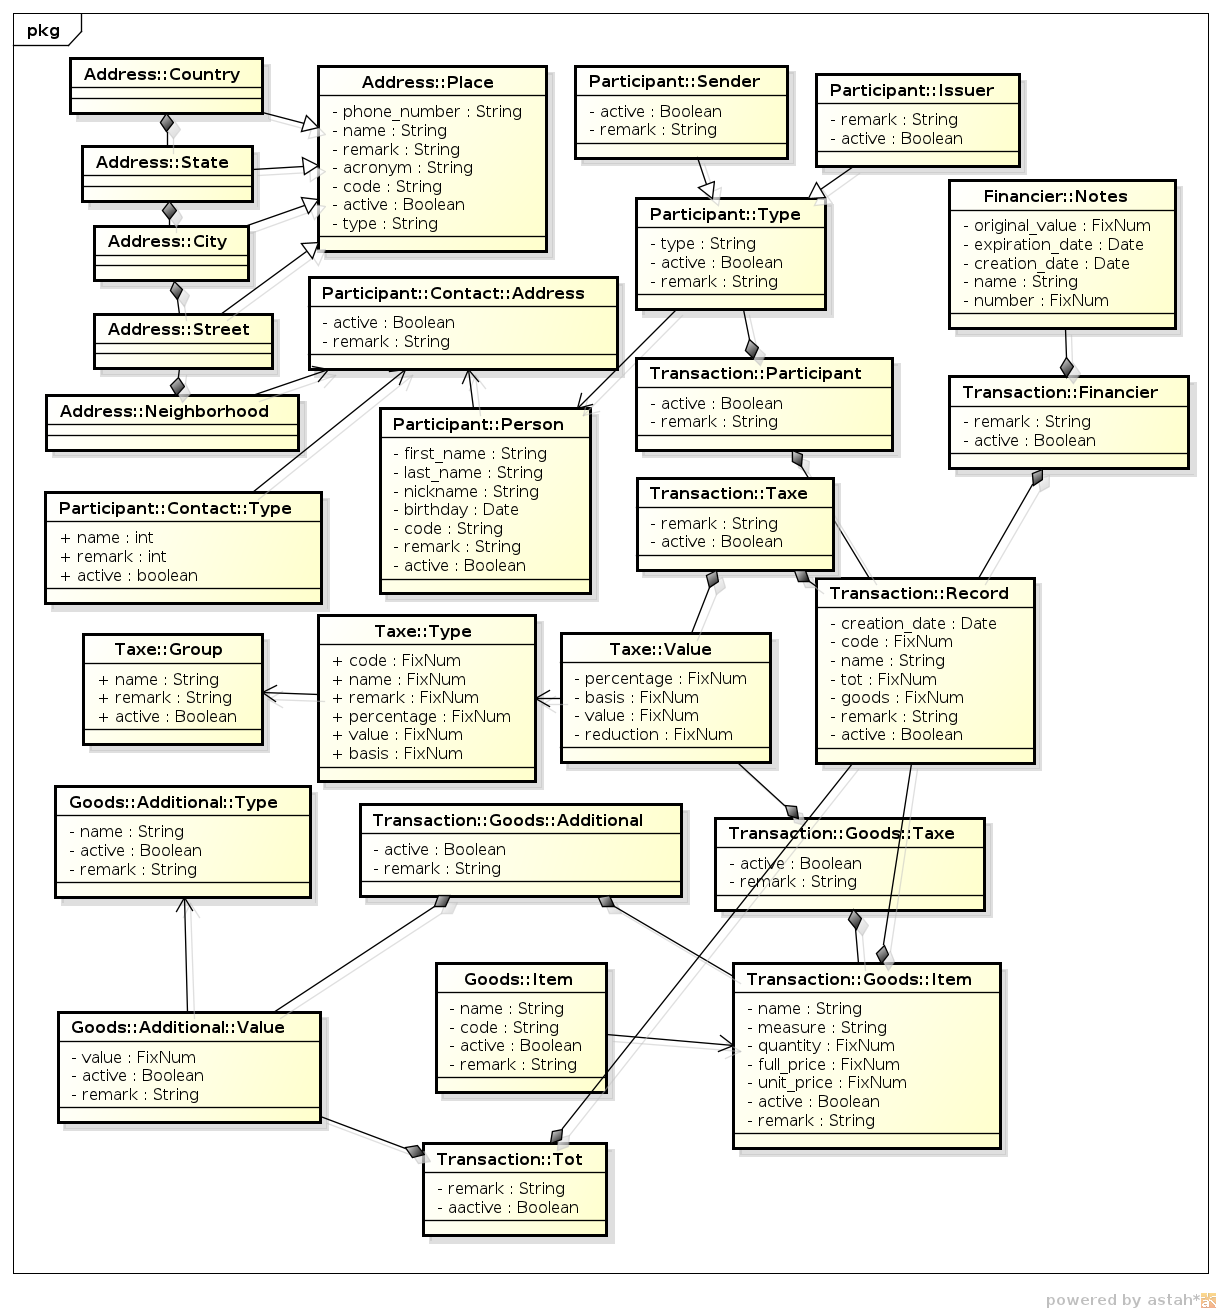 pkg
Address::Country
Address::State
Address::City
Address::Street
Address::Neighborhood
Address::Place
- phone_number : String
- name : String
- remark : String
- acronym : String
- code : String
- active : Boolean
- type : String
Participant::Sender
- active : Boolean
- remark : String
Participant::Issuer
- remark : String
- active : Boolean
Participant::Type
- type : String
- active : Boolean
- remark : String
Financier::Notes
- original_value : FixNum
- expiration_date : Date
- creation_date : Date
- name : String
- number : FixNum
Participant::Contact::Address
- active : Boolean
- remark : String
Transaction::Participant
- active : Boolean
- remark : String
Transaction::Financier
- remark : String
- active : Boolean
Participant::Person
- first_name : String
- last_name : String
- nickname : String
- birthday : Date
- code : String
- remark : String
- active : Boolean
Participant::Contact::Type
+ name : int
+ remark : int
+ active : boolean
Transaction::Taxe
- remark : String
- active : Boolean
Transaction::Record
- creation_date : Date
- code : FixNum
- name : String
- tot : FixNum
- goods : FixNum
- remark : String
- active : Boolean
Taxe::Group
+ name : String
+ remark : String
+ active : Boolean
Taxe::Type
+ code : FixNum
+ name : FixNum
+ remark : FixNum
+ percentage : FixNum
+ value : FixNum
+ basis : FixNum
Taxe::Value
- percentage : FixNum
- basis : FixNum
- value : FixNum
- reduction : FixNum
Goods::Additional::Type
- name : String
- active : Boolean
- remark : String
Transaction::Goods::Additional
- active : Boolean
- remark : String
Transaction::Goods::Taxe
- active : Boolean
- remark : String
Goods::Item
- name : String
- code : String
- active : Boolean
- remark : String
Transaction::Goods::Item
- name : String
- measure : String
- quantity : FixNum
- full_price : FixNum
- unit_price : FixNum
- active : Boolean
- remark : String
Goods::Additional::Value
- value : FixNum
- active : Boolean
- remark : String
Transaction::Tot
- remark : String
- aactive : Boolean
powered by astah*